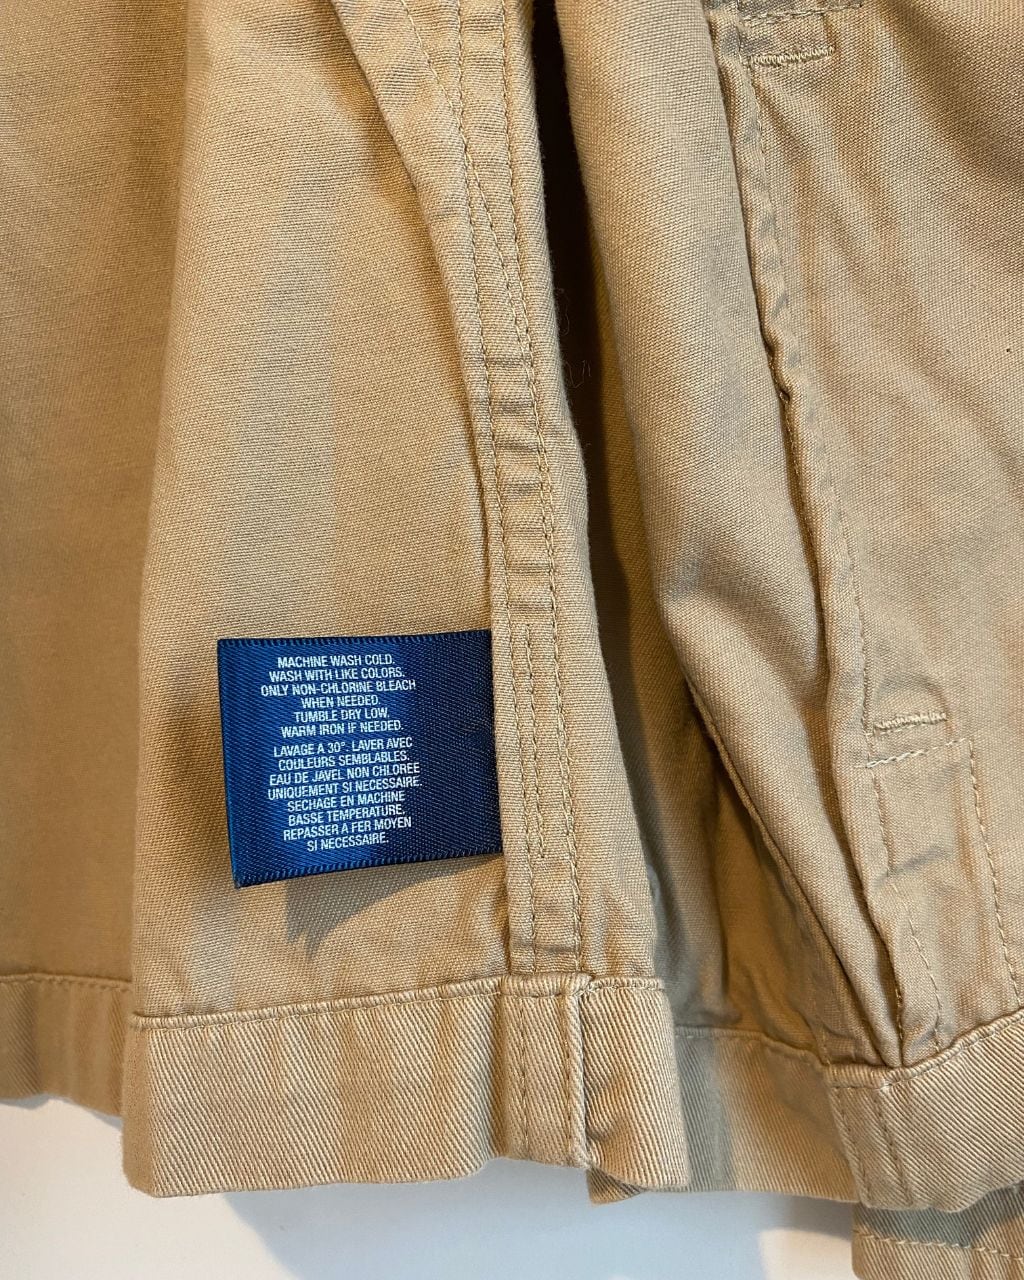 MACHINE WASH COLD.
WASH WITH LIKE COLORS.
ONLY NON-CHLORINE BLEACH
WHEN NEEDED.
TUMBLE DRY LOW.
WARM IRON IF NEEDED.
LAVAGE A 30°. LAVER AVEC
COULEURS SEMBLABLES.
EAU DE JAVEL NON CHLOREE
UNIQUEMENT SI NECESSAIRE.
SECHAGE EN MACHINE
BASSE TEMPERATURE.
REPASSER A FER MOYEN
SI NECESSAIRE.